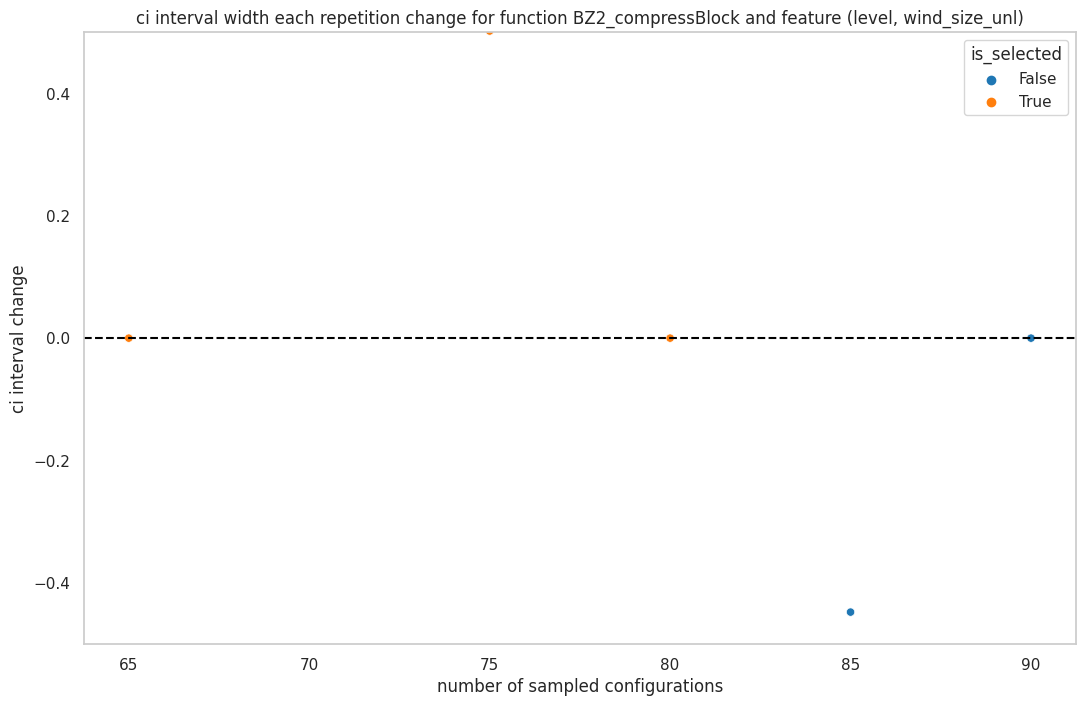 ci interval width each repetition change for function BZ2_compressBlock and feature (level, wind_size_unl)
is_selected
False
True
0.4
0.2
0.0
−0.2
−0.4
ci interval change
65 70 75 80 85 90
number of sampled configurations